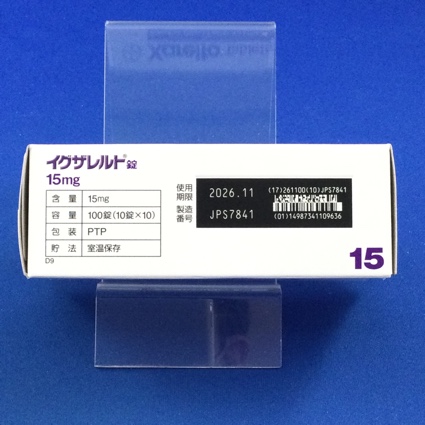 Xarelto Tablets
イグザレルト®錠
15mg
含 量 15mg
容 量 100錠(10錠×10)
包 装 PTP
貯 法 室温保存
D9
使用
期限 2026.11
製造
番号 JPS7841
(17)261100(10)JPS7841
(01)14987341109636
15